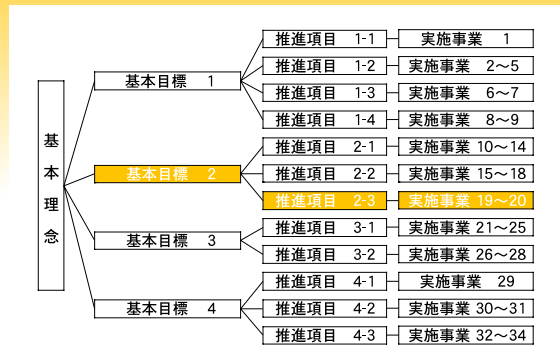 基本理念
基本目標 1
推進項目 1-1 実施事業 1
推進項目 1-2 実施事業 2～5
推進項目 1-3 実施事業 6～7
推進項目 1-4 実施事業 8～9
基本目標 2
推進項目 2-1 実施事業 10～14
推進項目 2-2 実施事業 15～18
推進項目 2-3 実施事業 19～20
基本目標 3
推進項目 3-1 実施事業 21～25
推進項目 3-2 実施事業 26～28
基本目標 4
推進項目 4-1 実施事業 29
推進項目 4-2 実施事業 30～31
推進項目 4-3 実施事業 32～34